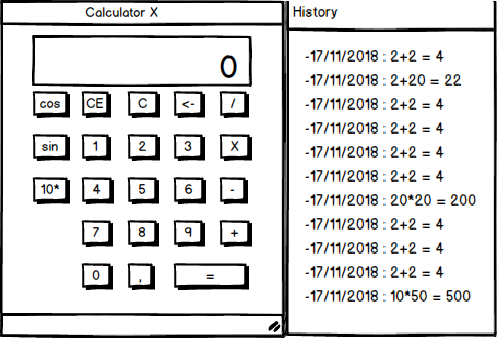 Calculator X
0
cos CE C <- /
sin 1 2 3 X
10* 4 5 6 -
7 8 9 +
0 , =
History
-17/11/2018 : 2+2 = 4
-17/11/2018 : 2+20 = 22
-17/11/2018 : 2+2 = 4
-17/11/2018 : 2+2 = 4
-17/11/2018 : 2+2 = 4
-17/11/2018 : 2+2 = 4
-17/11/2018 : 20*20 = 200
-17/11/2018 : 2+2 = 4
-17/11/2018 : 2+2 = 4
-17/11/2018 : 2+2 = 4
-17/11/2018 : 10*50 = 500